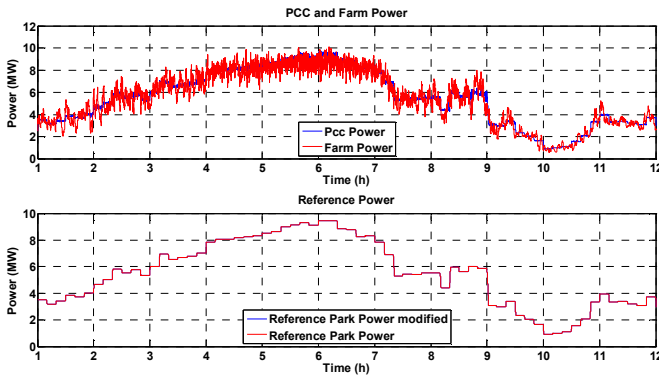 PCC and Farm Power
Power (MW)
12
10
8
6
4
2
0
Pcc Power
Farm Power
1 2 3 4 5 6 7 8 9 10 11 12
Time (h)
Reference Power
Power (MW)
10
8
6
4
2
0
Reference Park Power modified
Reference Park Power
1 2 3 4 5 6 7 8 9 10 11 12
Time (h)